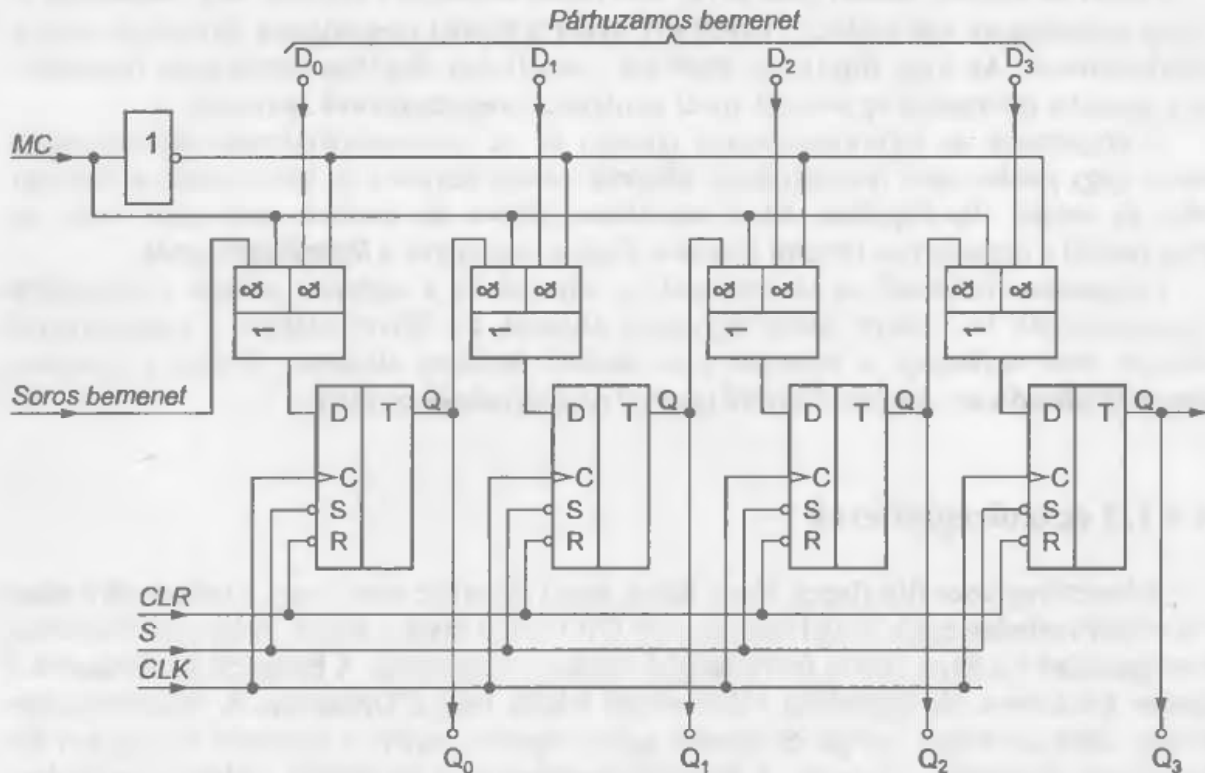 Párhuzamos bemenet
D0 D1 D2 D3
MC
1
& & & & & & & &
1 1 1 1
Soros bemenet
D T Q D T Q D T Q D T Q
C C C C
S S S S
R R R R
CLR
S
CLK
Q0 Q1 Q2 Q3